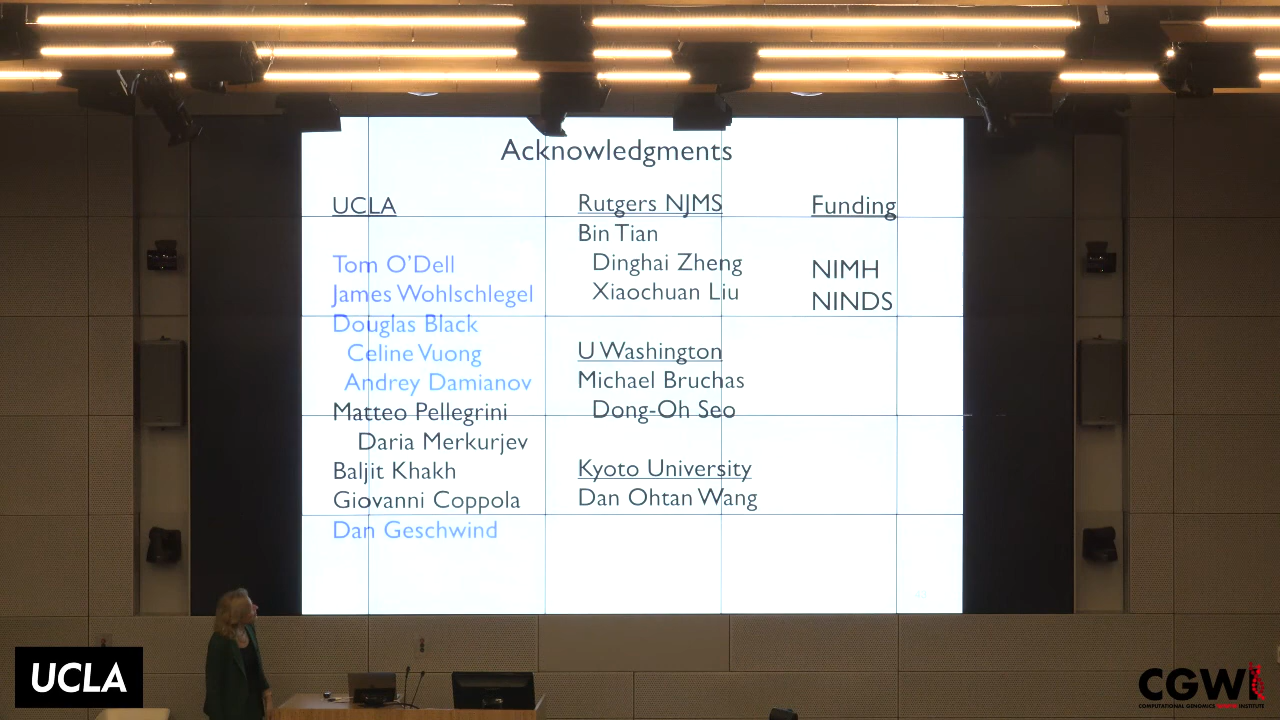 Acknowledgments
UCLA
Tom O'Dell
James Wohlschlegel
Douglas Black
Celine Vuong
Andrey Damianov
Matteo Pellegrini
Daria Merkurjev
Baljit Khakh
Giovanni Coppola
Dan Geschwind
Rutgers NJMS
Bin Tian
Dinghai Zheng
Xiaochuan Liu
U Washington
Michael Bruchas
Dong-Oh Seo
Kyoto University
Dan Ohtan Wang
Funding
NIMH
NINDS
UCLA
CGWI
COMPUTATIONAL GENOMICS WINTER INSTITUTE